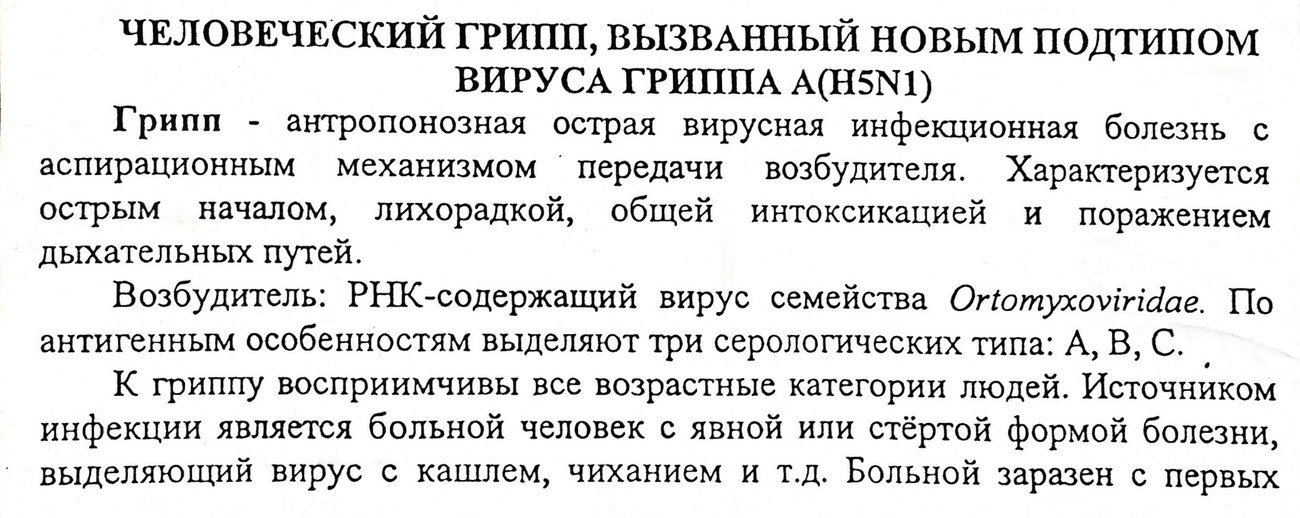 ЧЕЛОВЕЧЕСКИЙ ГРИПП, ВЫЗВАННЫЙ НОВЫМ ПОДТИПОМ
ВИРУСА ГРИППА А(H5N1)
Грипп - антропонозная острая вирусная инфекционная болезнь с
аспирационным механизмом передачи возбудителя. Характеризуется
острым началом, лихорадкой, общей интоксикацией и поражением
дыхательных путей.
Возбудитель: РНК-содержащий вирус семейства Ortomyxoviridae. По
антигенным особенностям выделяют три серологических типа: А, В, С.
К гриппу восприимчивы все возрастные категории людей. Источником
инфекции является больной человек с явной или стёртой формой болезни,
выделяющий вирус с кашлем, чиханием и т.д. Больной заразен с первых